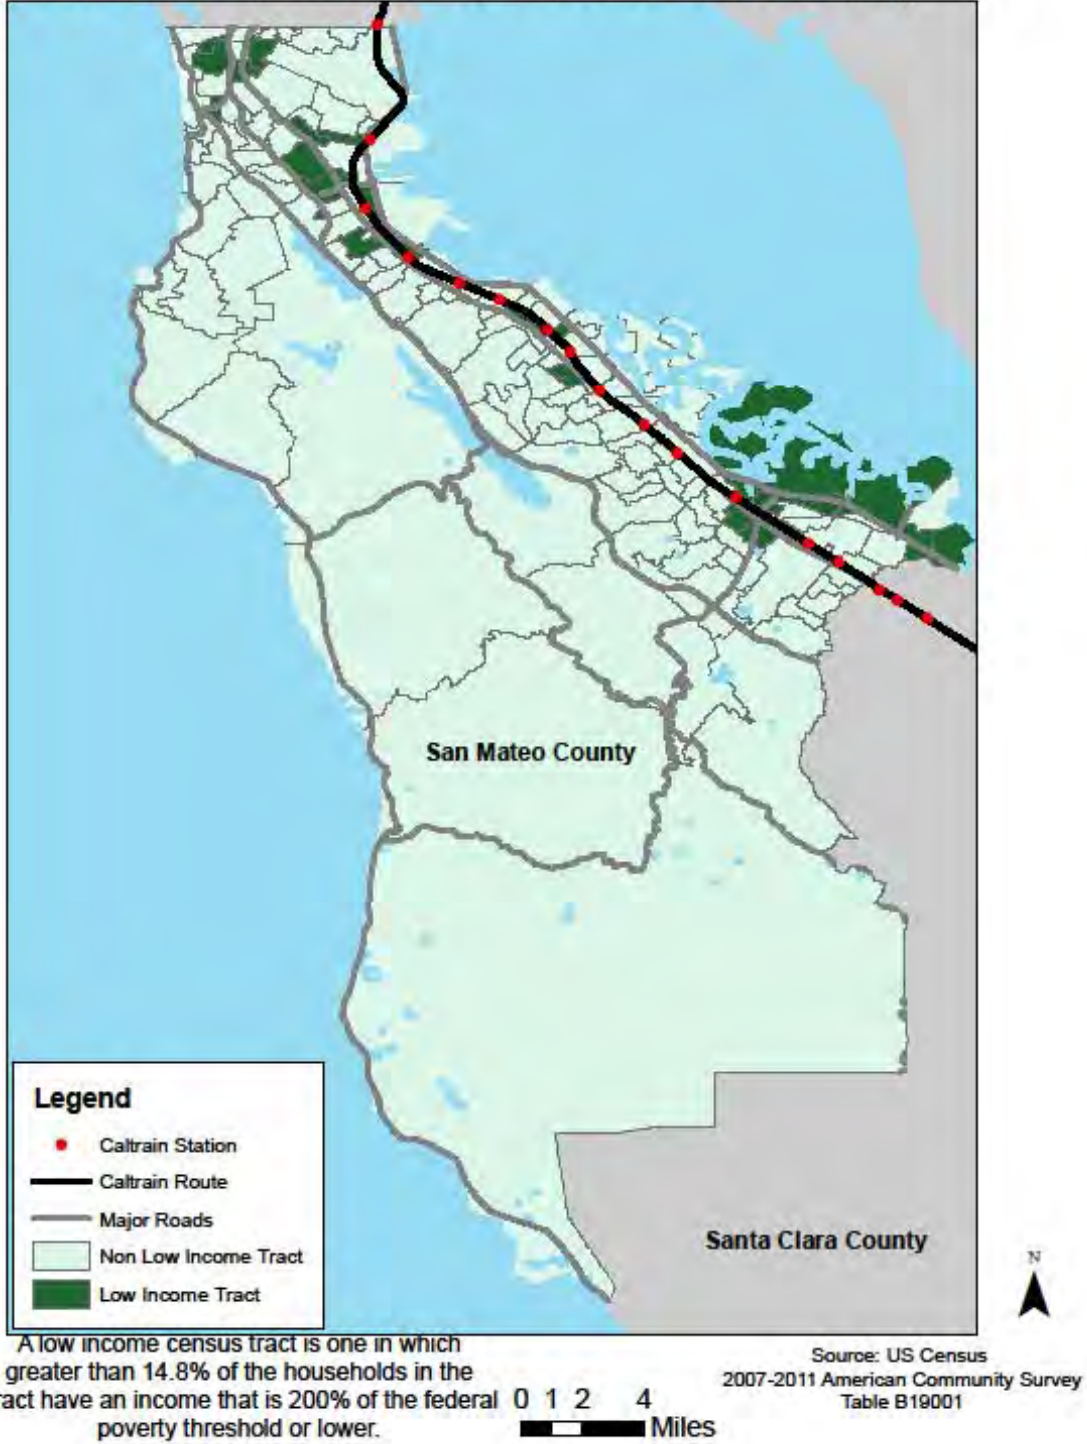 San Mateo County
Legend
Caltrain Station
Caltrain Route
Major Roads
Non Low Income Tract
Low Income Tract
Santa Clara County
N
A low income census tract is one in which
greater than 14.8% of the households in the
ract have an income that is 200% of the federal
poverty threshold or lower.
0 1 2 4
Miles
Source: US Census
2007-2011 American Community Survey
Table B19001